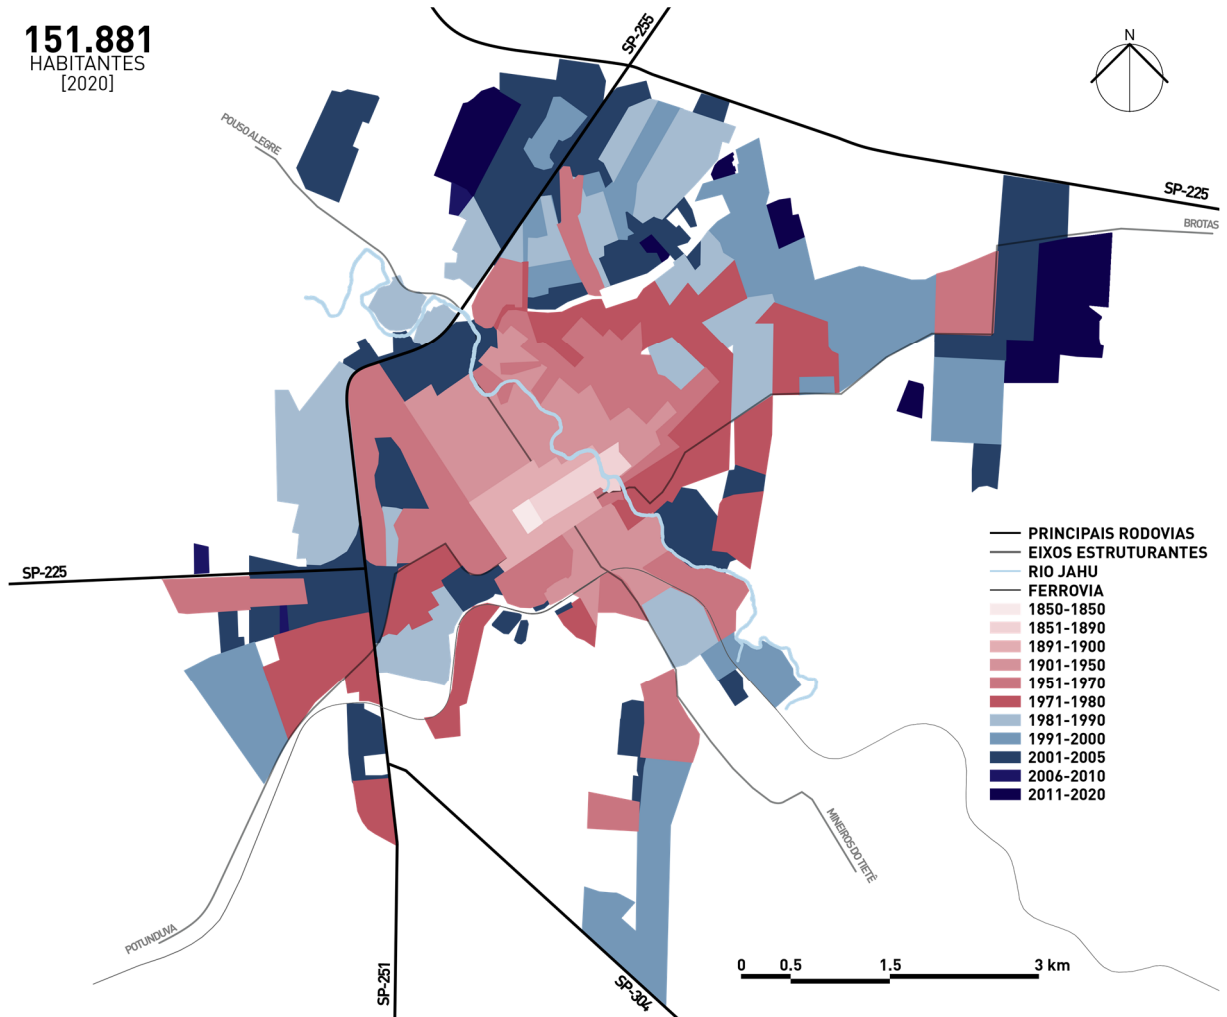 151.881
HABITANTES
[2020]
SP-255
N
POUSO ALEGRE
SP-225
BROTAS
SP-225
PRINCIPAIS RODOVIAS
EIXOS ESTRUTURANTES
RIO JAHU
FERROVIA
1850-1850
1851-1890
1891-1900
1901-1950
1951-1970
1971-1980
1981-1990
1991-2000
2001-2005
2006-2010
2011-2020
MINEIROS DO TIETÊ
POTUNDUVA
SP-251
SP-304
0 0.5 1.5 3 km